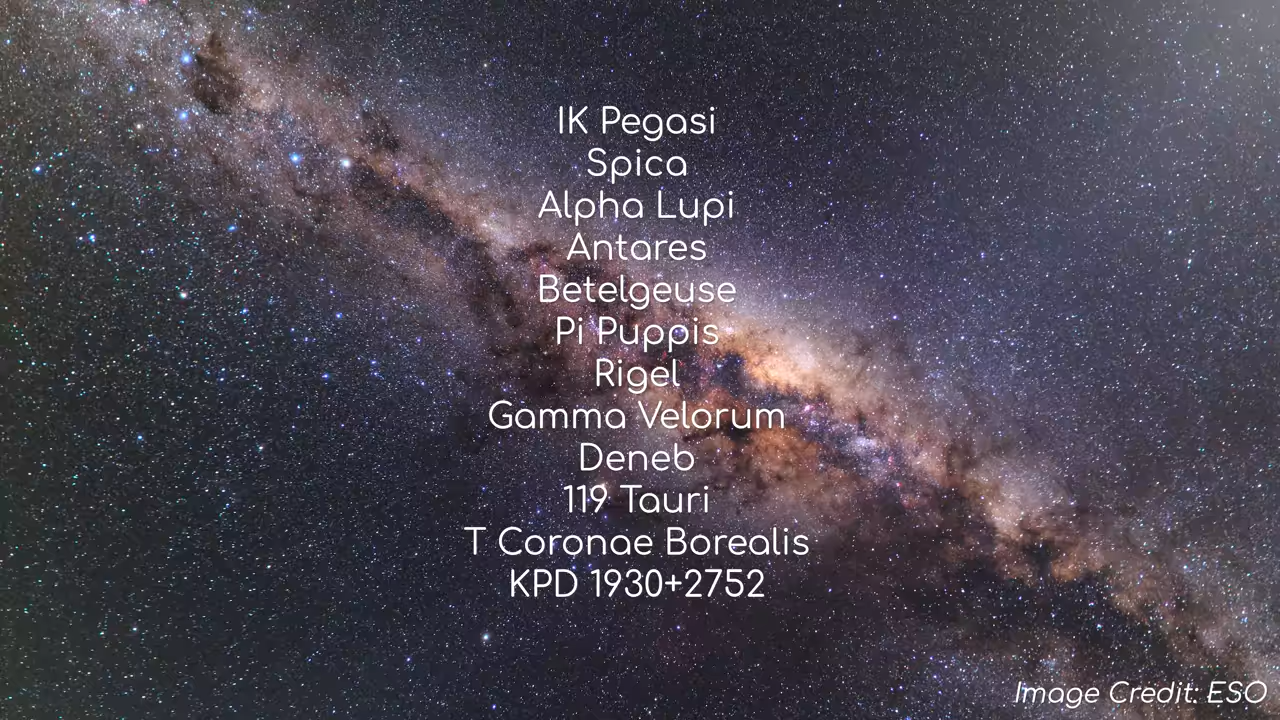 IK Pegasi
Spica
Alpha Lupi
Antares
Betelgeuse
Pi Puppis
Rigel
Gamma Velorum
Deneb
119 Tauri
T Coronae Borealis
KPD 1930+2752
Image Credit: ESO